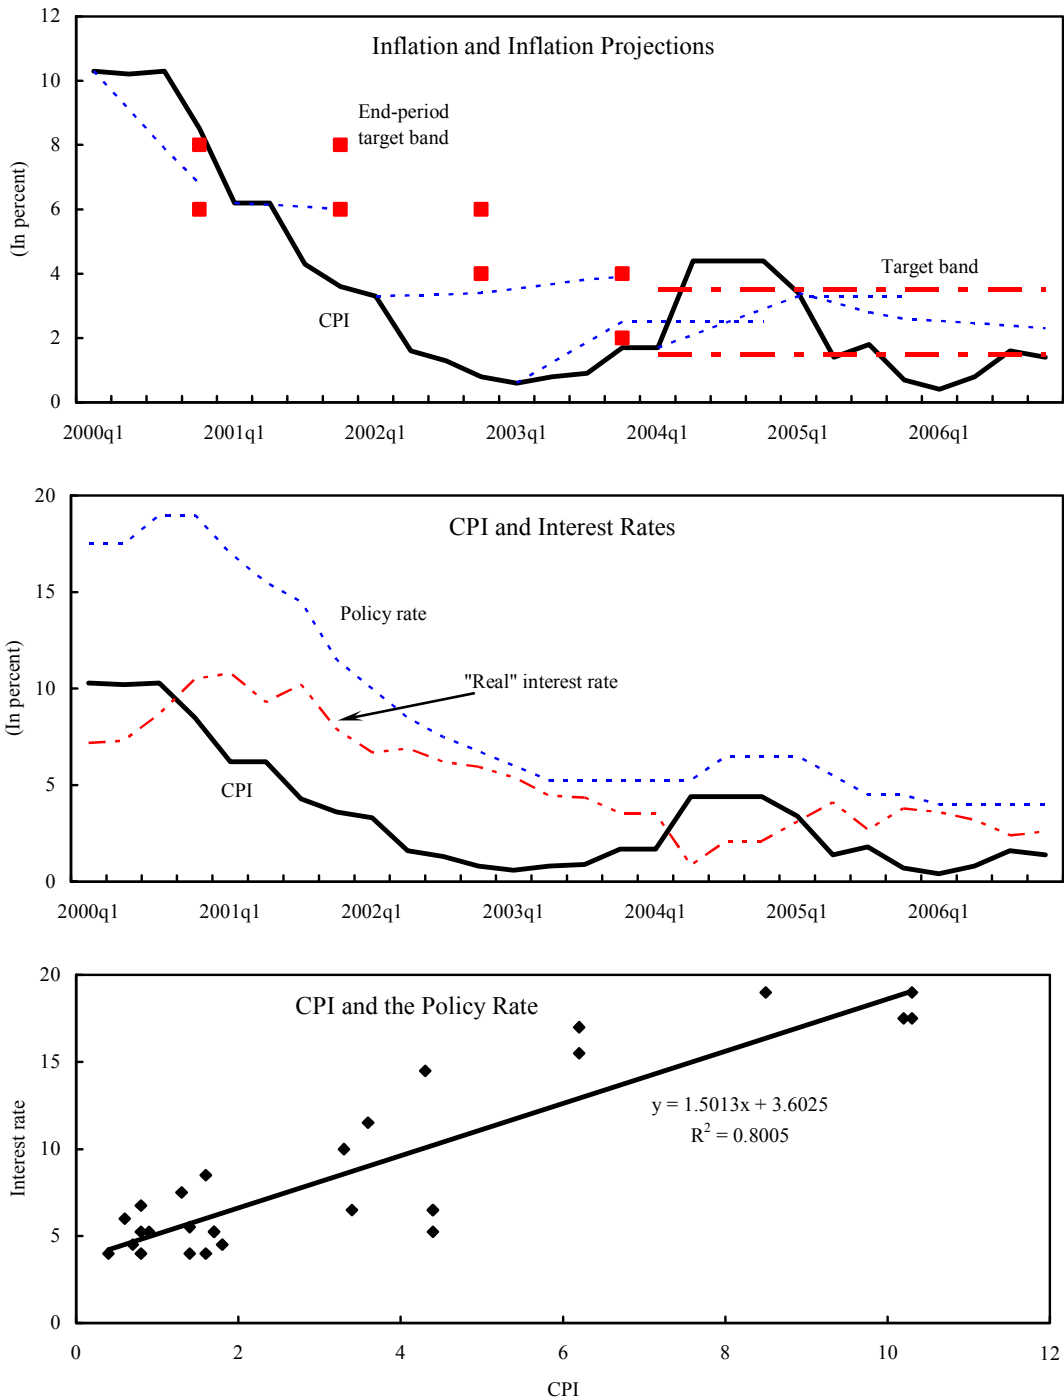 Inflation and Inflation Projections
12
10
8
6
4
2
0
(In percent)
End-period
target band
Target band
CPI
2000q1 2001q1 2002q1 2003q1 2004q1 2005q1 2006q1
CPI and Interest Rates
20
15
10
5
0
(In percent)
Policy rate
"Real" interest rate
CPI
2000q1 2001q1 2002q1 2003q1 2004q1 2005q1 2006q1
CPI and the Policy Rate
20
15
10
5
0
Interest rate
y = 1.5013x + 3.6025
R² = 0.8005
0 2 4 6 8 10 12
CPI